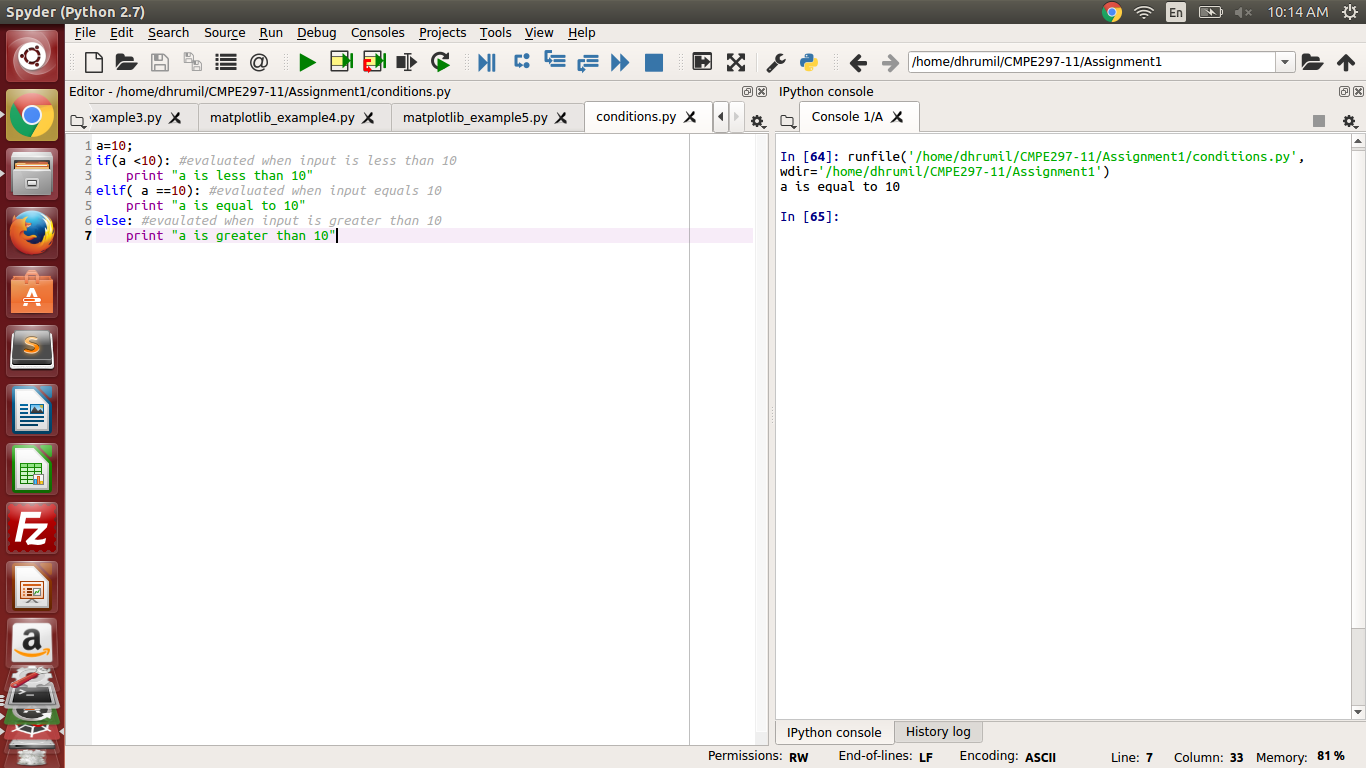 Spyder (Python 2.7)
En
10:14 AM
File Edit Search Source Run Debug Consoles Projects Tools View Help
/home/dhrumil/CMPE297-11/Assignment1
Editor - /home/dhrumil/CMPE297-11/Assignment1/conditions.py
xample3.py matplotlib_example4.py matplotlib_example5.py conditions.py
1 a=10;
2 if(a <10): #evaluated when input is less than 10
3 print "a is less than 10"
4 elif( a ==10): #evaluated when input equals 10
5 print "a is equal to 10"
6 else: #evaulated when input is greater than 10
7 print "a is greater than 10"
IPython console
Console 1/A
In [64]: runfile('/home/dhrumil/CMPE297-11/Assignment1/conditions.py',
wdir='/home/dhrumil/CMPE297-11/Assignment1')
a is equal to 10
In [65]:
IPython console History log
Permissions: RW End-of-lines: LF Encoding: ASCII Line: 7 Column: 33 Memory: 81 %